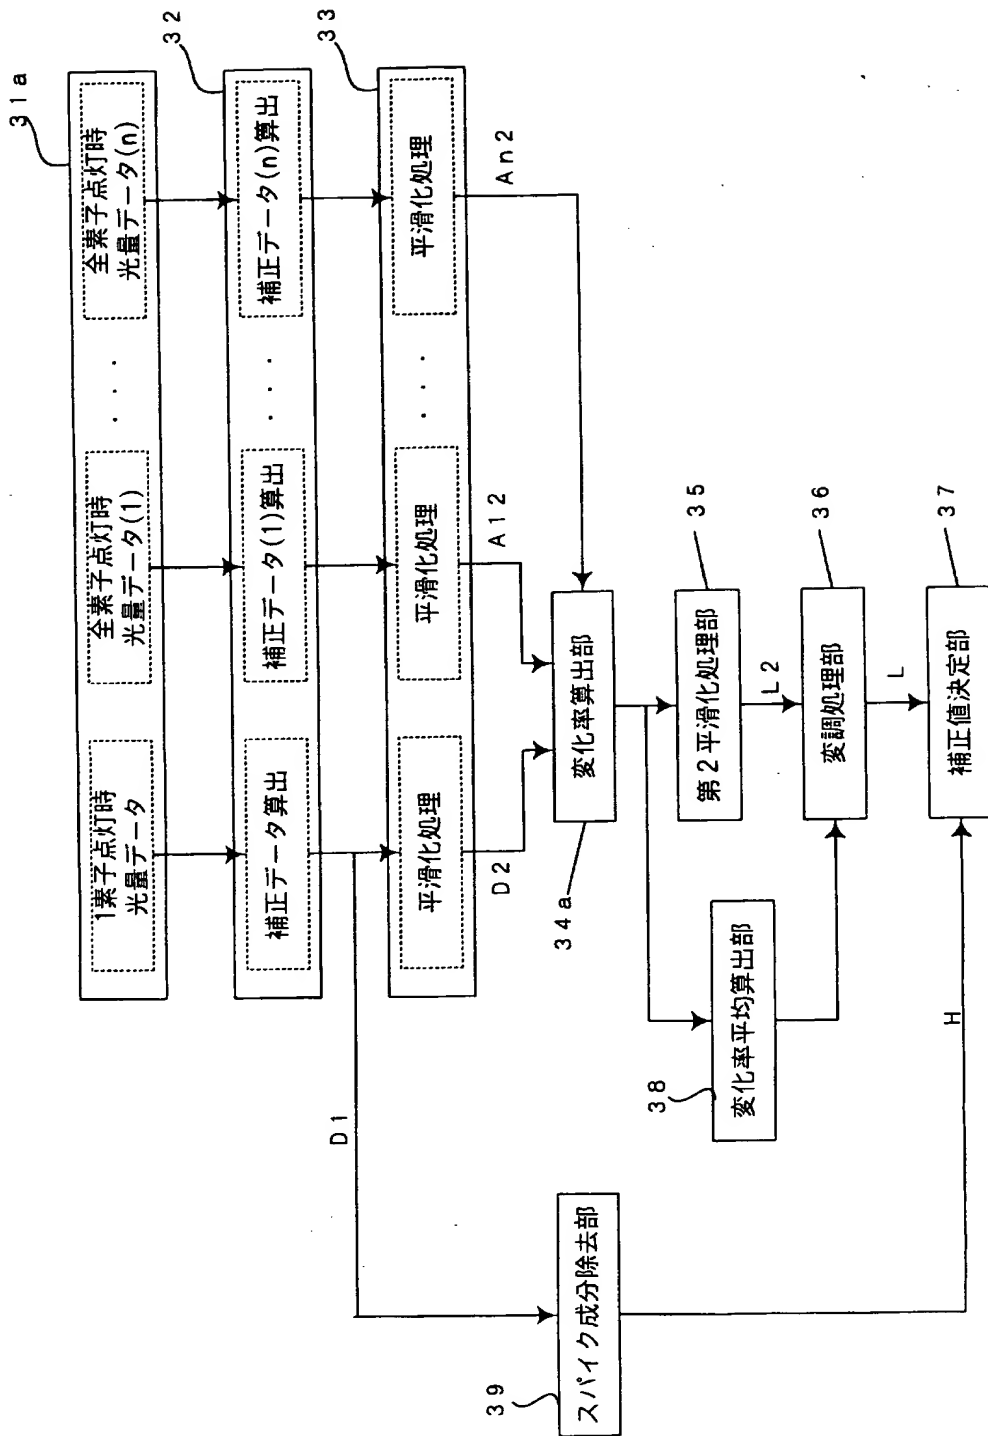 31a
1素子点灯時
光量データ
全素子点灯時
光量データ(1)
・・・
全素子点灯時
光量データ(n)
32
補正データ算出
補正データ(1)算出
・・・
補正データ(n)算出
33
平滑化処理
平滑化処理
・・・
平滑化処理
D1
D2
A12
An2
34a
変化率算出部
35
第2平滑化処理部
L2
38
変化率平均算出部
36
変調処理部
L
39
スパイク成分除去部
H
37
補正値決定部